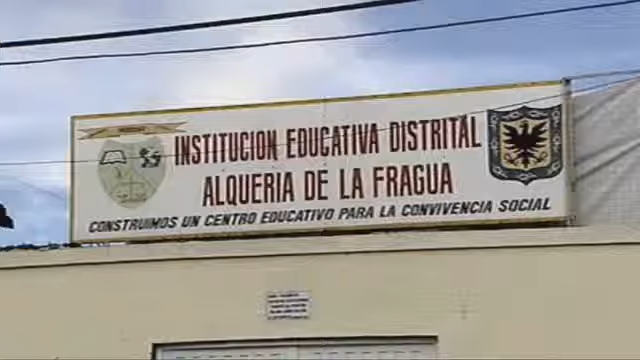 INSTITUCION EDUCATIVA DISTRITAL
ALQUERIA DE LA FRAGUA
CONSTRUIMOS UN CENTRO EDUCATIVO PARA LA CONVIVENCIA SOCIAL